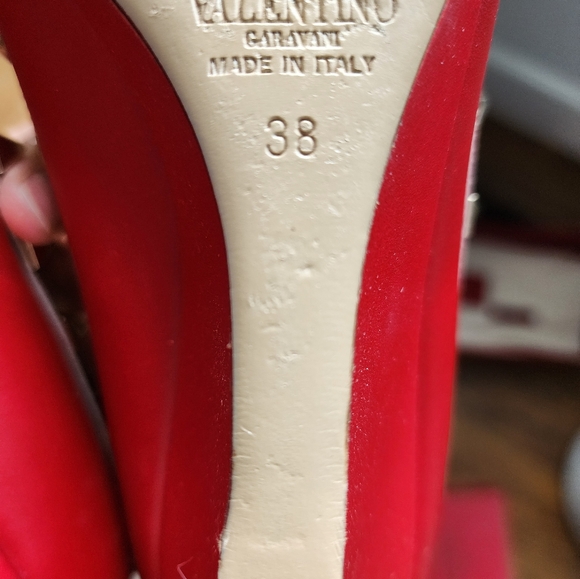 VALENTINO
GARAVANI
MADE IN ITALY
38